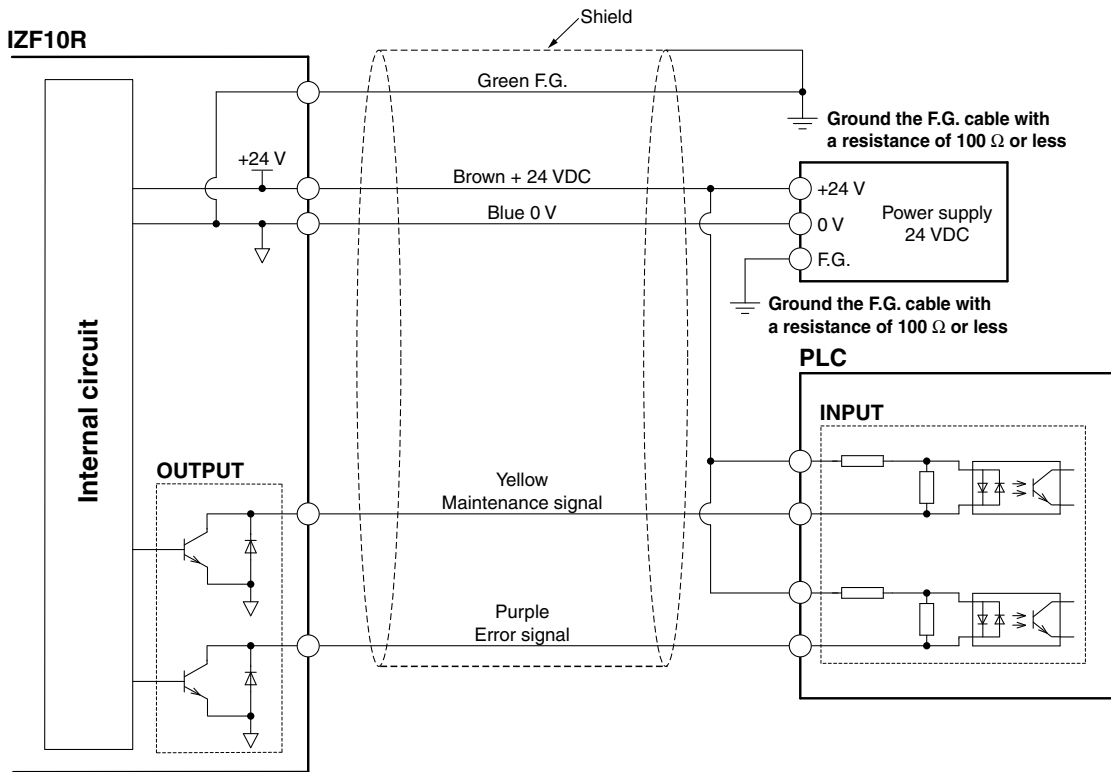 Shield
IZF10R
Green F.G.
Ground the F.G. cable with
a resistance of 100 Ω or less
+24 V
Brown + 24 VDC
+24 V
Blue 0 V
0 V
Power supply
24 VDC
F.G.
Ground the F.G. cable with
a resistance of 100 Ω or less
PLC
INPUT
Internal circuit
OUTPUT
Yellow
Maintenance signal
Purple
Error signal